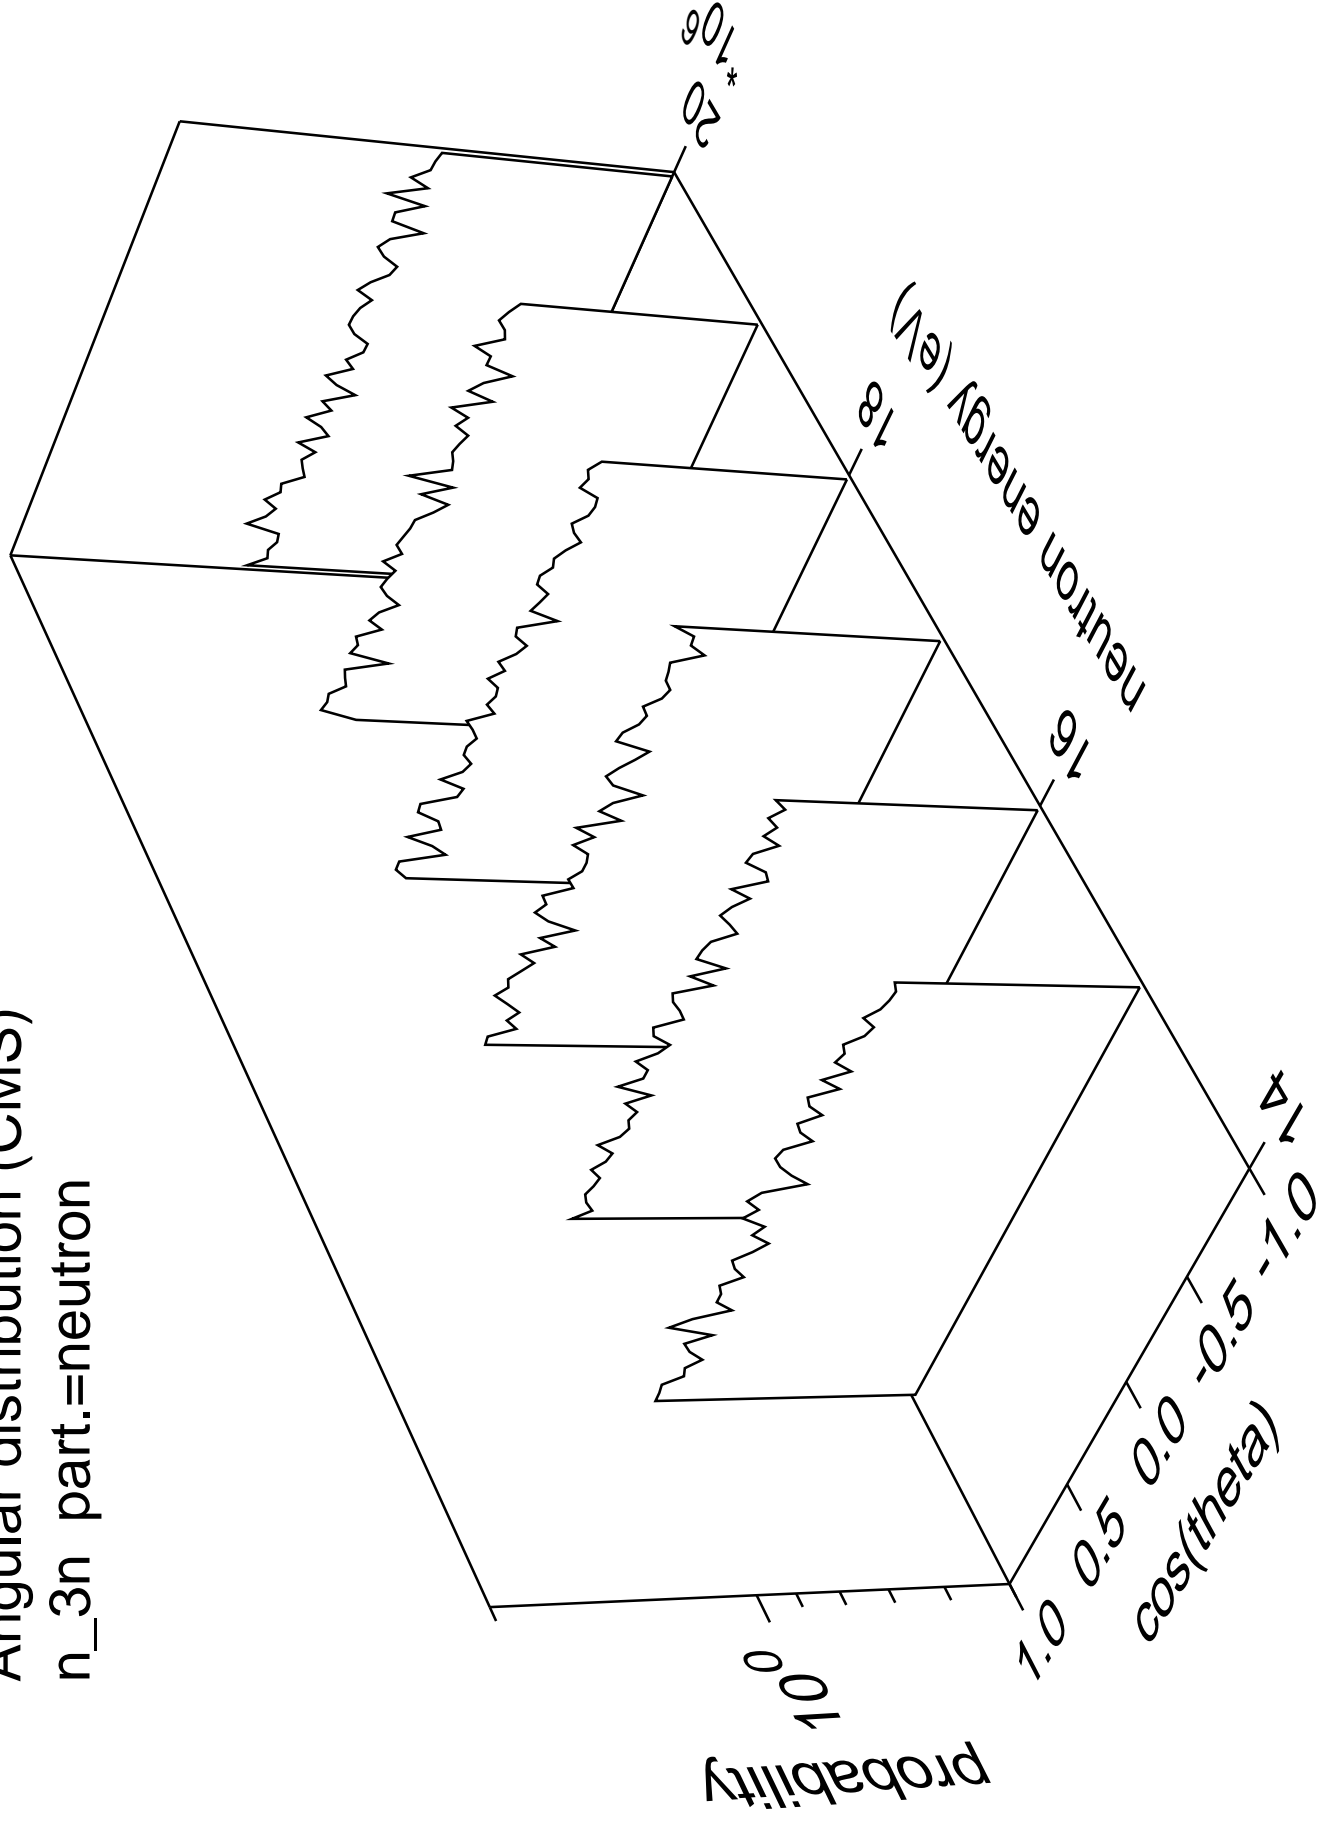 Angular distribution (CMS)
n_3n part.=neutron
probability
10 0
1.0 0.5 0.0 -0.5 -1.0
cos(theta)
14 16 18 20
* 10 6
neutron energy (eV)